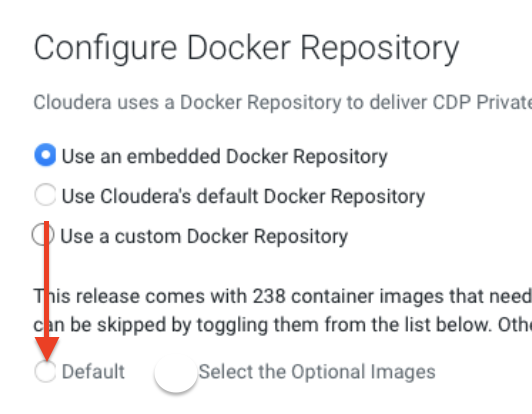 Configure Docker Repository
Cloudera uses a Docker Repository to deliver CDP Private
Use an embedded Docker Repository
Use Cloudera's default Docker Repository
Use a custom Docker Repository
This release comes with 238 container images that need
can be skipped by toggling them from the list below. Othe
Default Select the Optional Images